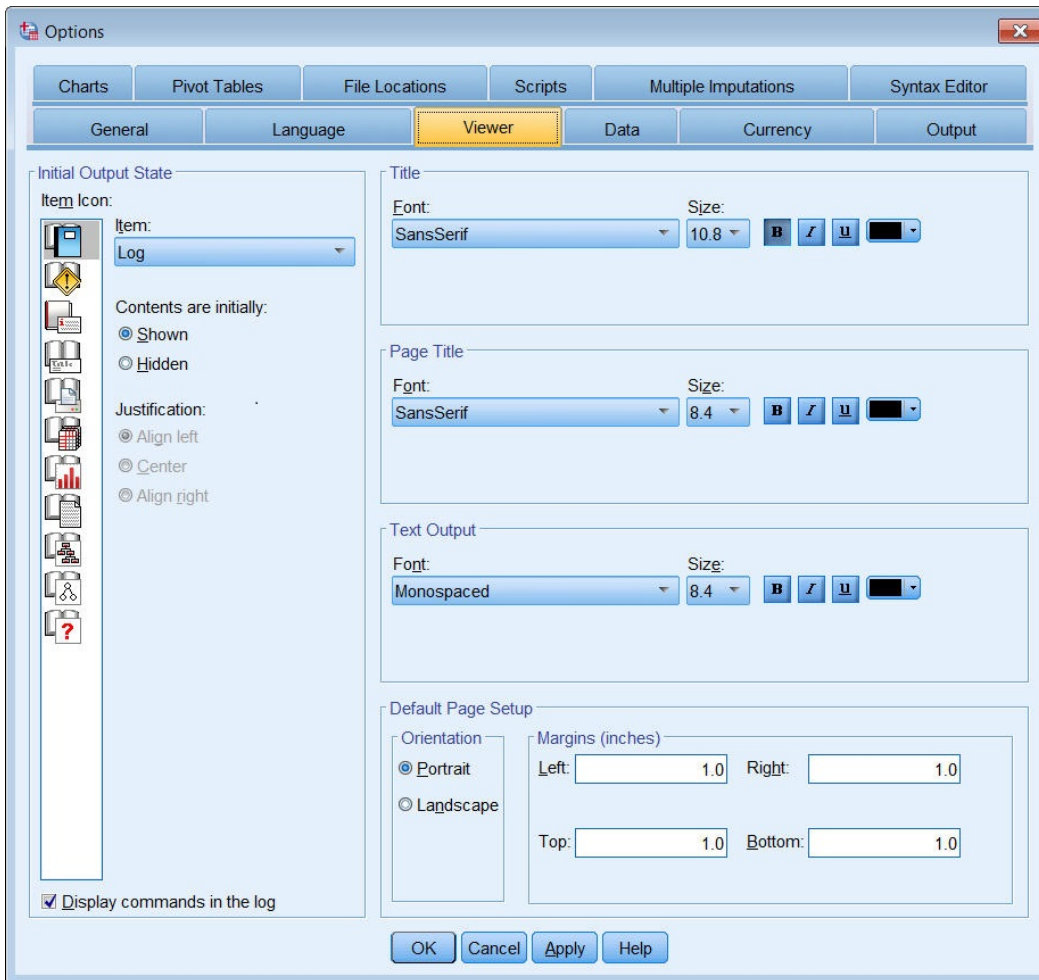 Options
Charts Pivot Tables File Locations Scripts Multiple Imputations Syntax Editor
General Language Viewer Data Currency Output
Initial Output State
Item Icon:
Item:
Log
Contents are initially:
Shown
Hidden
Justification:
Align left
Center
Align right
Display commands in the log
Title
Font: Size:
SansSerif 10.8 B I U
Page Title
Font: Size:
SansSerif 8.4 B I U
Text Output
Font: Size:
Monospaced 8.4 B I U
Default Page Setup
Orientation
Portrait
Landscape
Margins (inches)
Left: 1.0 Right: 1.0
Top: 1.0 Bottom: 1.0
OK Cancel Apply Help